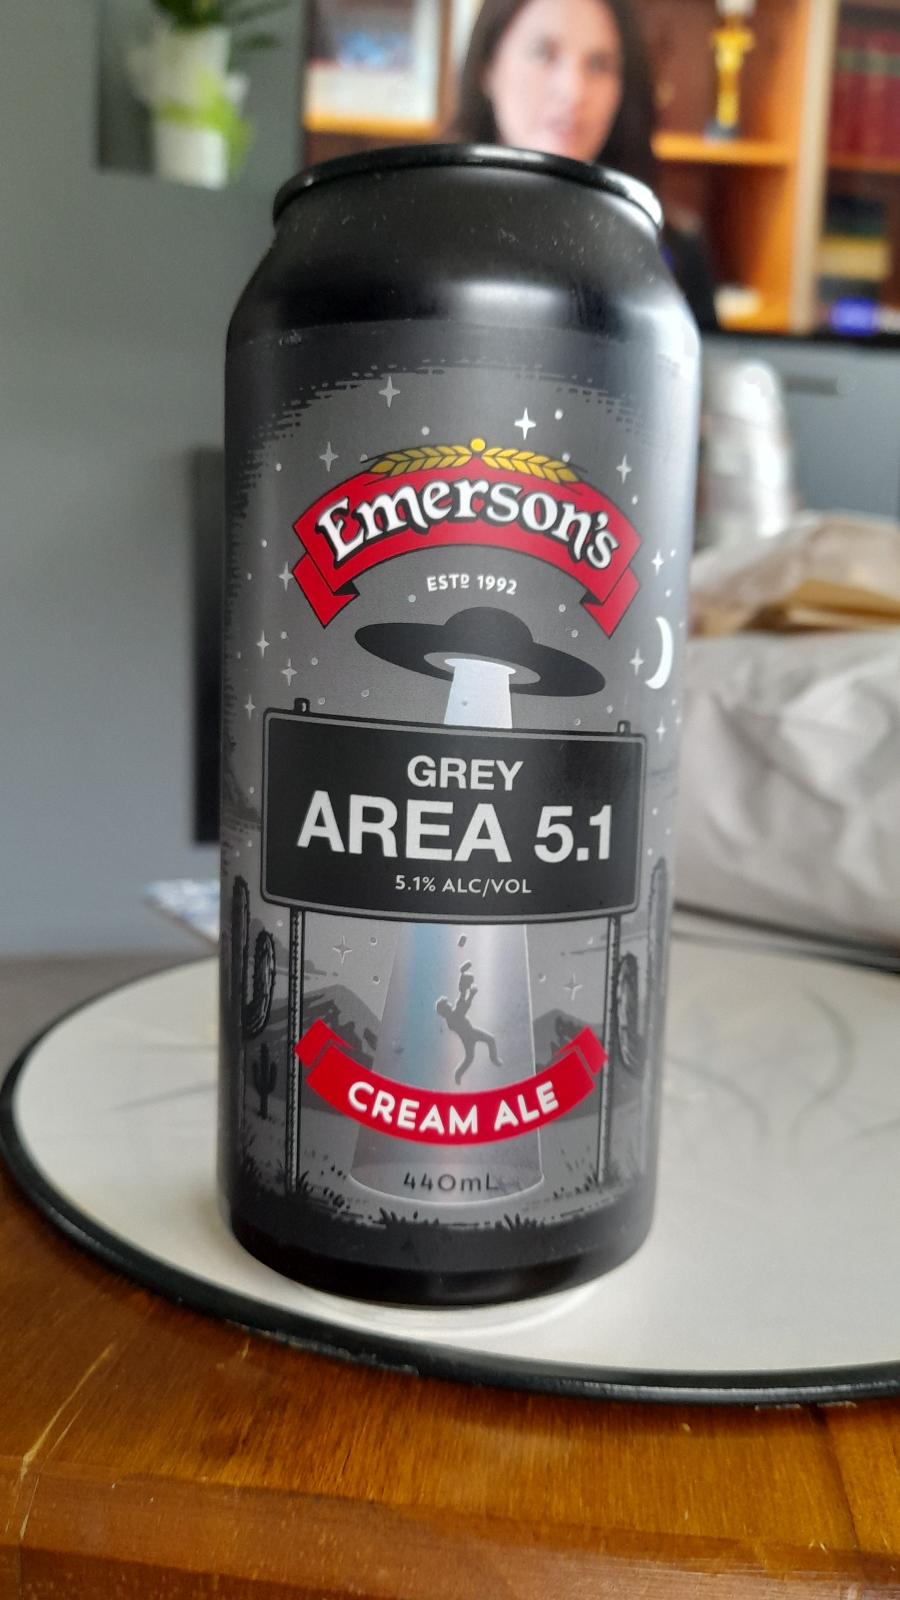 Emerson's
ESTD 1992
GREY
AREA 5.1
5.1% ALC/VOL
CREAM ALE
440mL